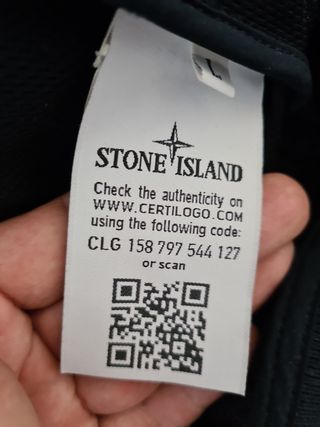 L
STONE ISLAND
Check the authenticity on
WWW.CERTILOGO.COM
using the following code:
CLG 158 797 544 127
or scan